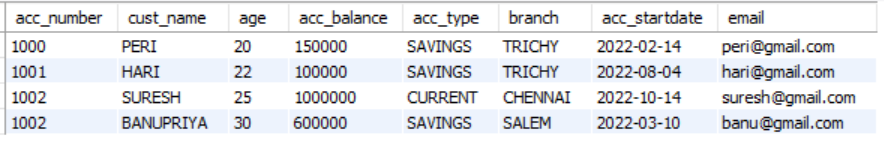 acc_number cust_name age acc_balance acc_type branch acc_startdate email
1000 PERI 20 150000 SAVINGS TRICHY 2022-02-14 peri@gmail.com
1001 HARI 22 100000 SAVINGS TRICHY 2022-08-04 hari@gmail.com
1002 SURESH 25 1000000 CURRENT CHENNAI 2022-10-14 suresh@gmail.com
1002 BANUPRIYA 30 600000 SAVINGS SALEM 2022-03-10 banu@gmail.com